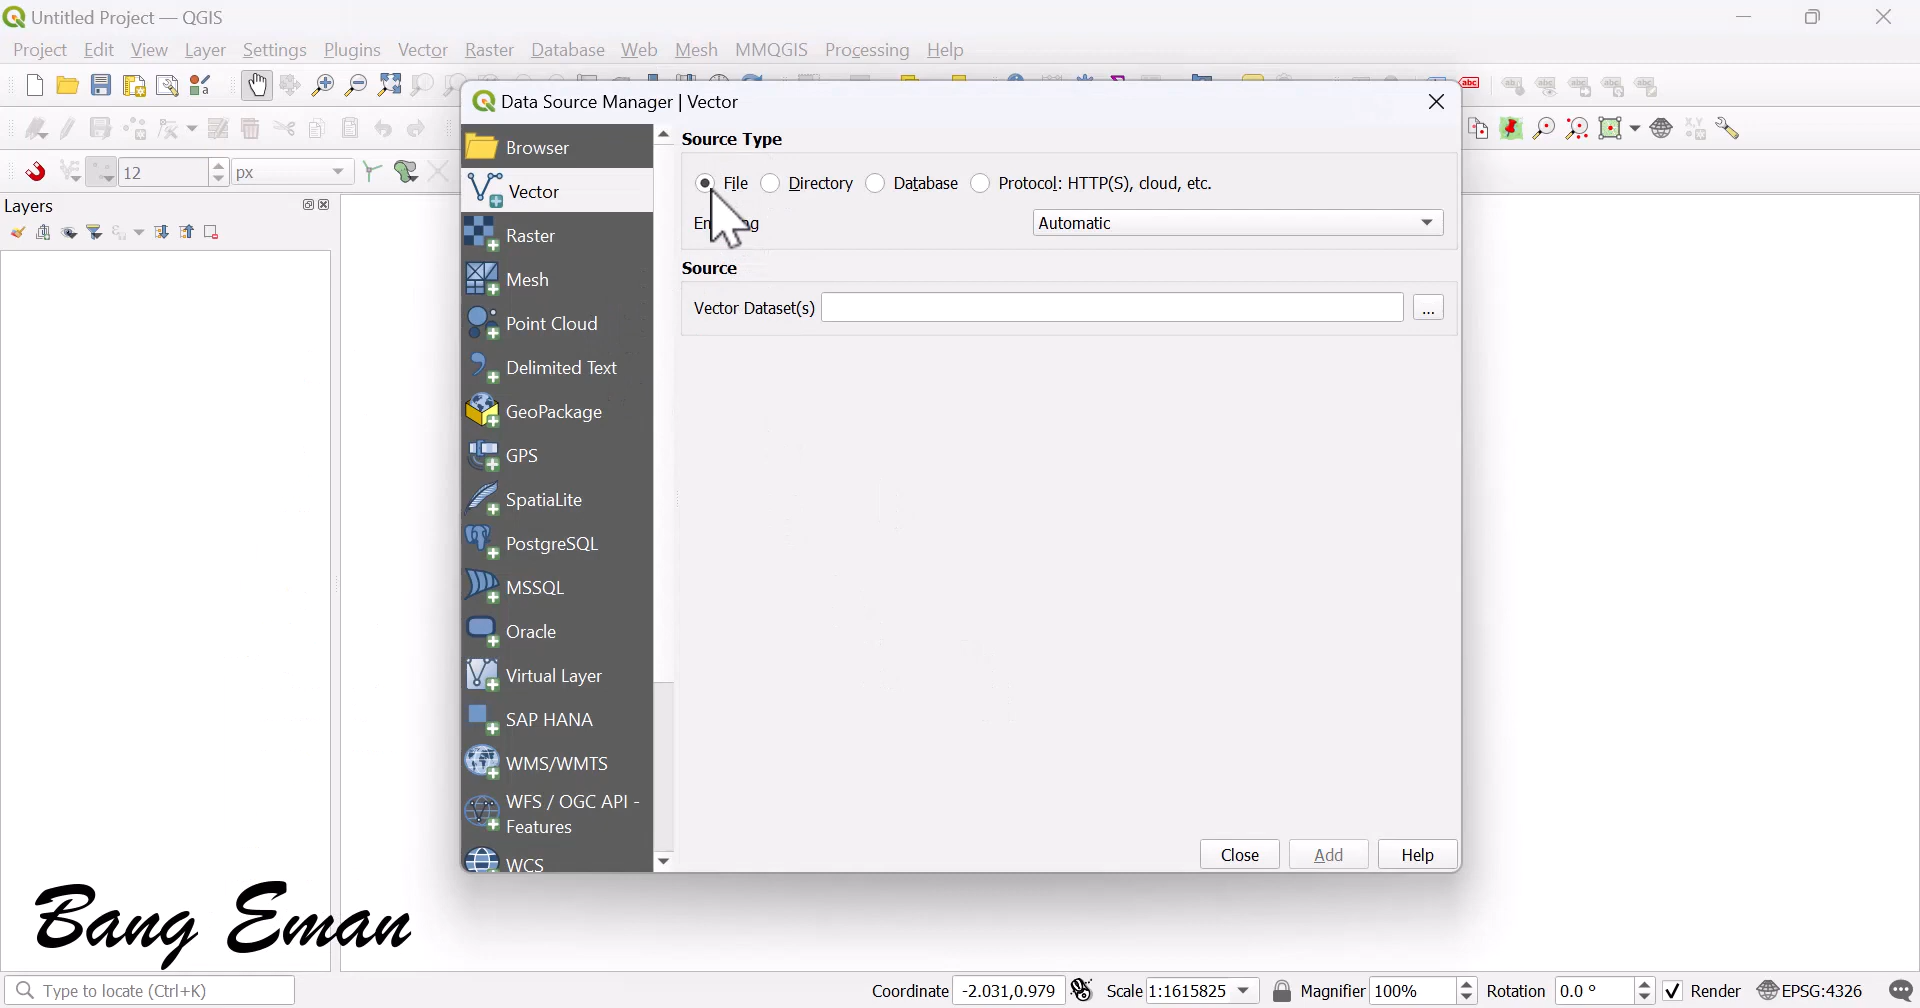 Untitled Project — QGIS
Project Edit View Layer Settings Plugins Vector Raster Database Web Mesh MMQGIS Processing Help
abc
12
px
Layers
Data Source Manager | Vector
Browser
Vector
Raster
Mesh
Point Cloud
Delimited Text
GeoPackage
GPS
SpatiaLite
PostgreSQL
MSSQL
Oracle
Virtual Layer
SAP HANA
WMS/WMTS
WFS / OGC API -
Features
WCS
Source Type
File Directory Database Protocol: HTTP(S), cloud, etc.
Automatic
Source
Vector Dataset(s)
...
Close Add Help
Bang Eman
Type to locate (Ctrl+K)
Coordinate -2.031,0.979 Scale 1:1615825 Magnifier 100% Rotation 0.0 ° Render EPSG:4326